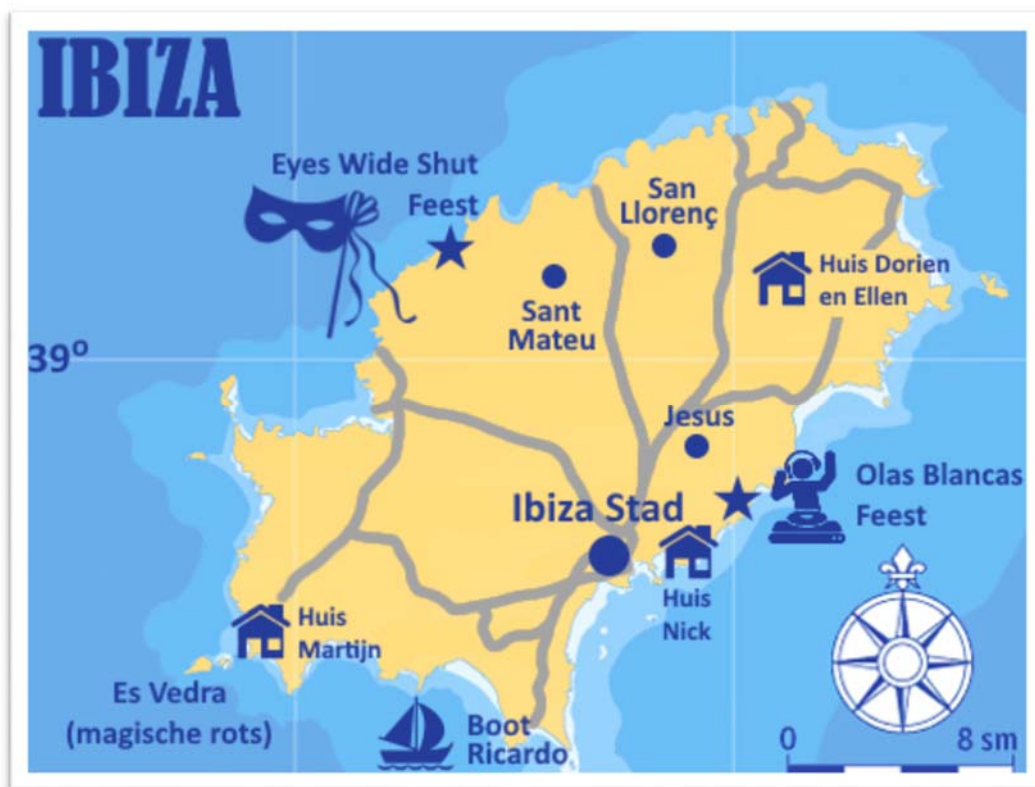 IBIZA
Eyes Wide Shut
Feest
San
Llorenç
Huis Dorien
en Ellen
Sant
Mateu
39º
Jesus
Olas Blancas
Feest
Ibiza Stad
Huis
Nick
Huis
Martijn
Es Vedra
(magische rots)
Boot
Ricardo
0 8 sm